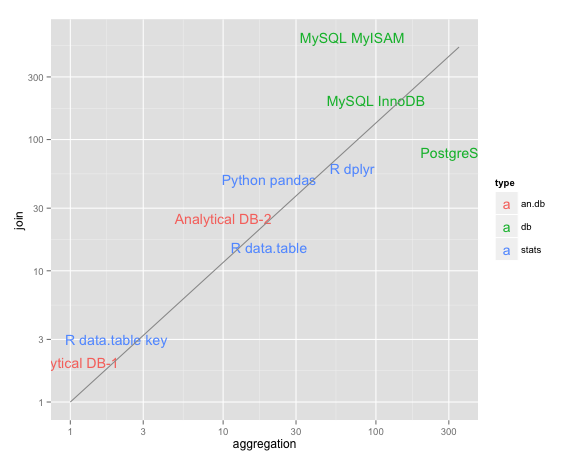 MySQL MyISAM
300
MySQL InnoDB
100
PostgreS
R dplyr
Python pandas
type
join
30
Analytical DB-2
a an.db
a db
R data.table
a stats
10
3
R data.table key
ytical DB-1
1
1 3 10 30 100 300
aggregation